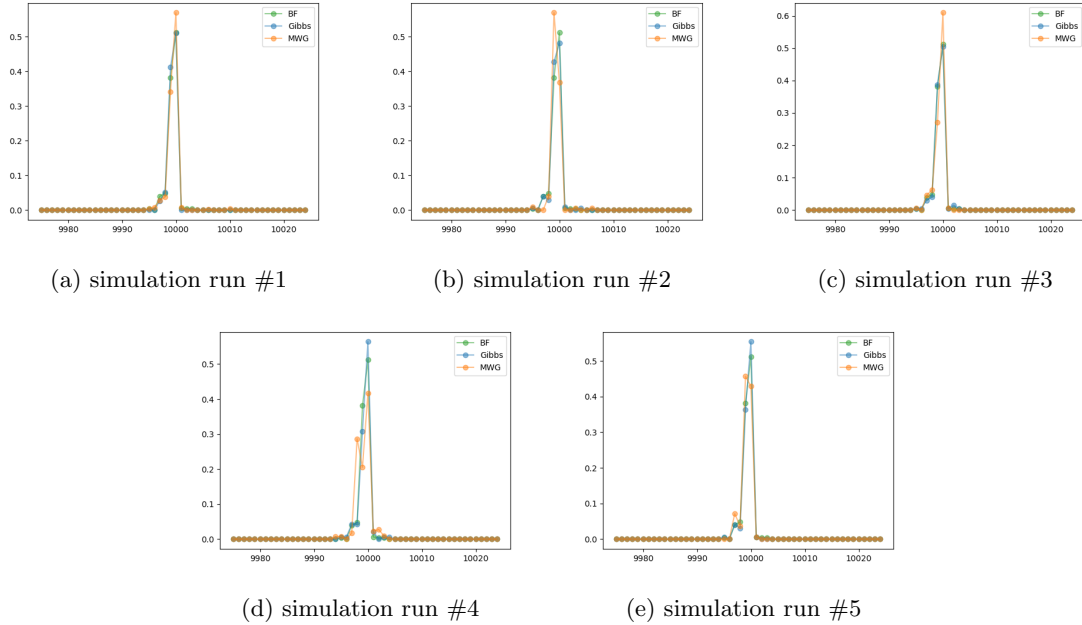 BF
Gibbs
MWG
0.5
0.4
0.3
0.2
0.1
0.0
9980 9990 10000 10010 10020
(a) simulation run #1
BF
Gibbs
MWG
0.5
0.4
0.3
0.2
0.1
0.0
9980 9990 10000 10010 10020
(b) simulation run #2
BF
Gibbs
MWG
0.6
0.5
0.4
0.3
0.2
0.1
0.0
9980 9990 10000 10010 10020
(c) simulation run #3
BF
Gibbs
MWG
0.5
0.4
0.3
0.2
0.1
0.0
9980 9990 10000 10010 10020
(d) simulation run #4
BF
Gibbs
MWG
0.5
0.4
0.3
0.2
0.1
0.0
9980 9990 10000 10010 10020
(e) simulation run #5